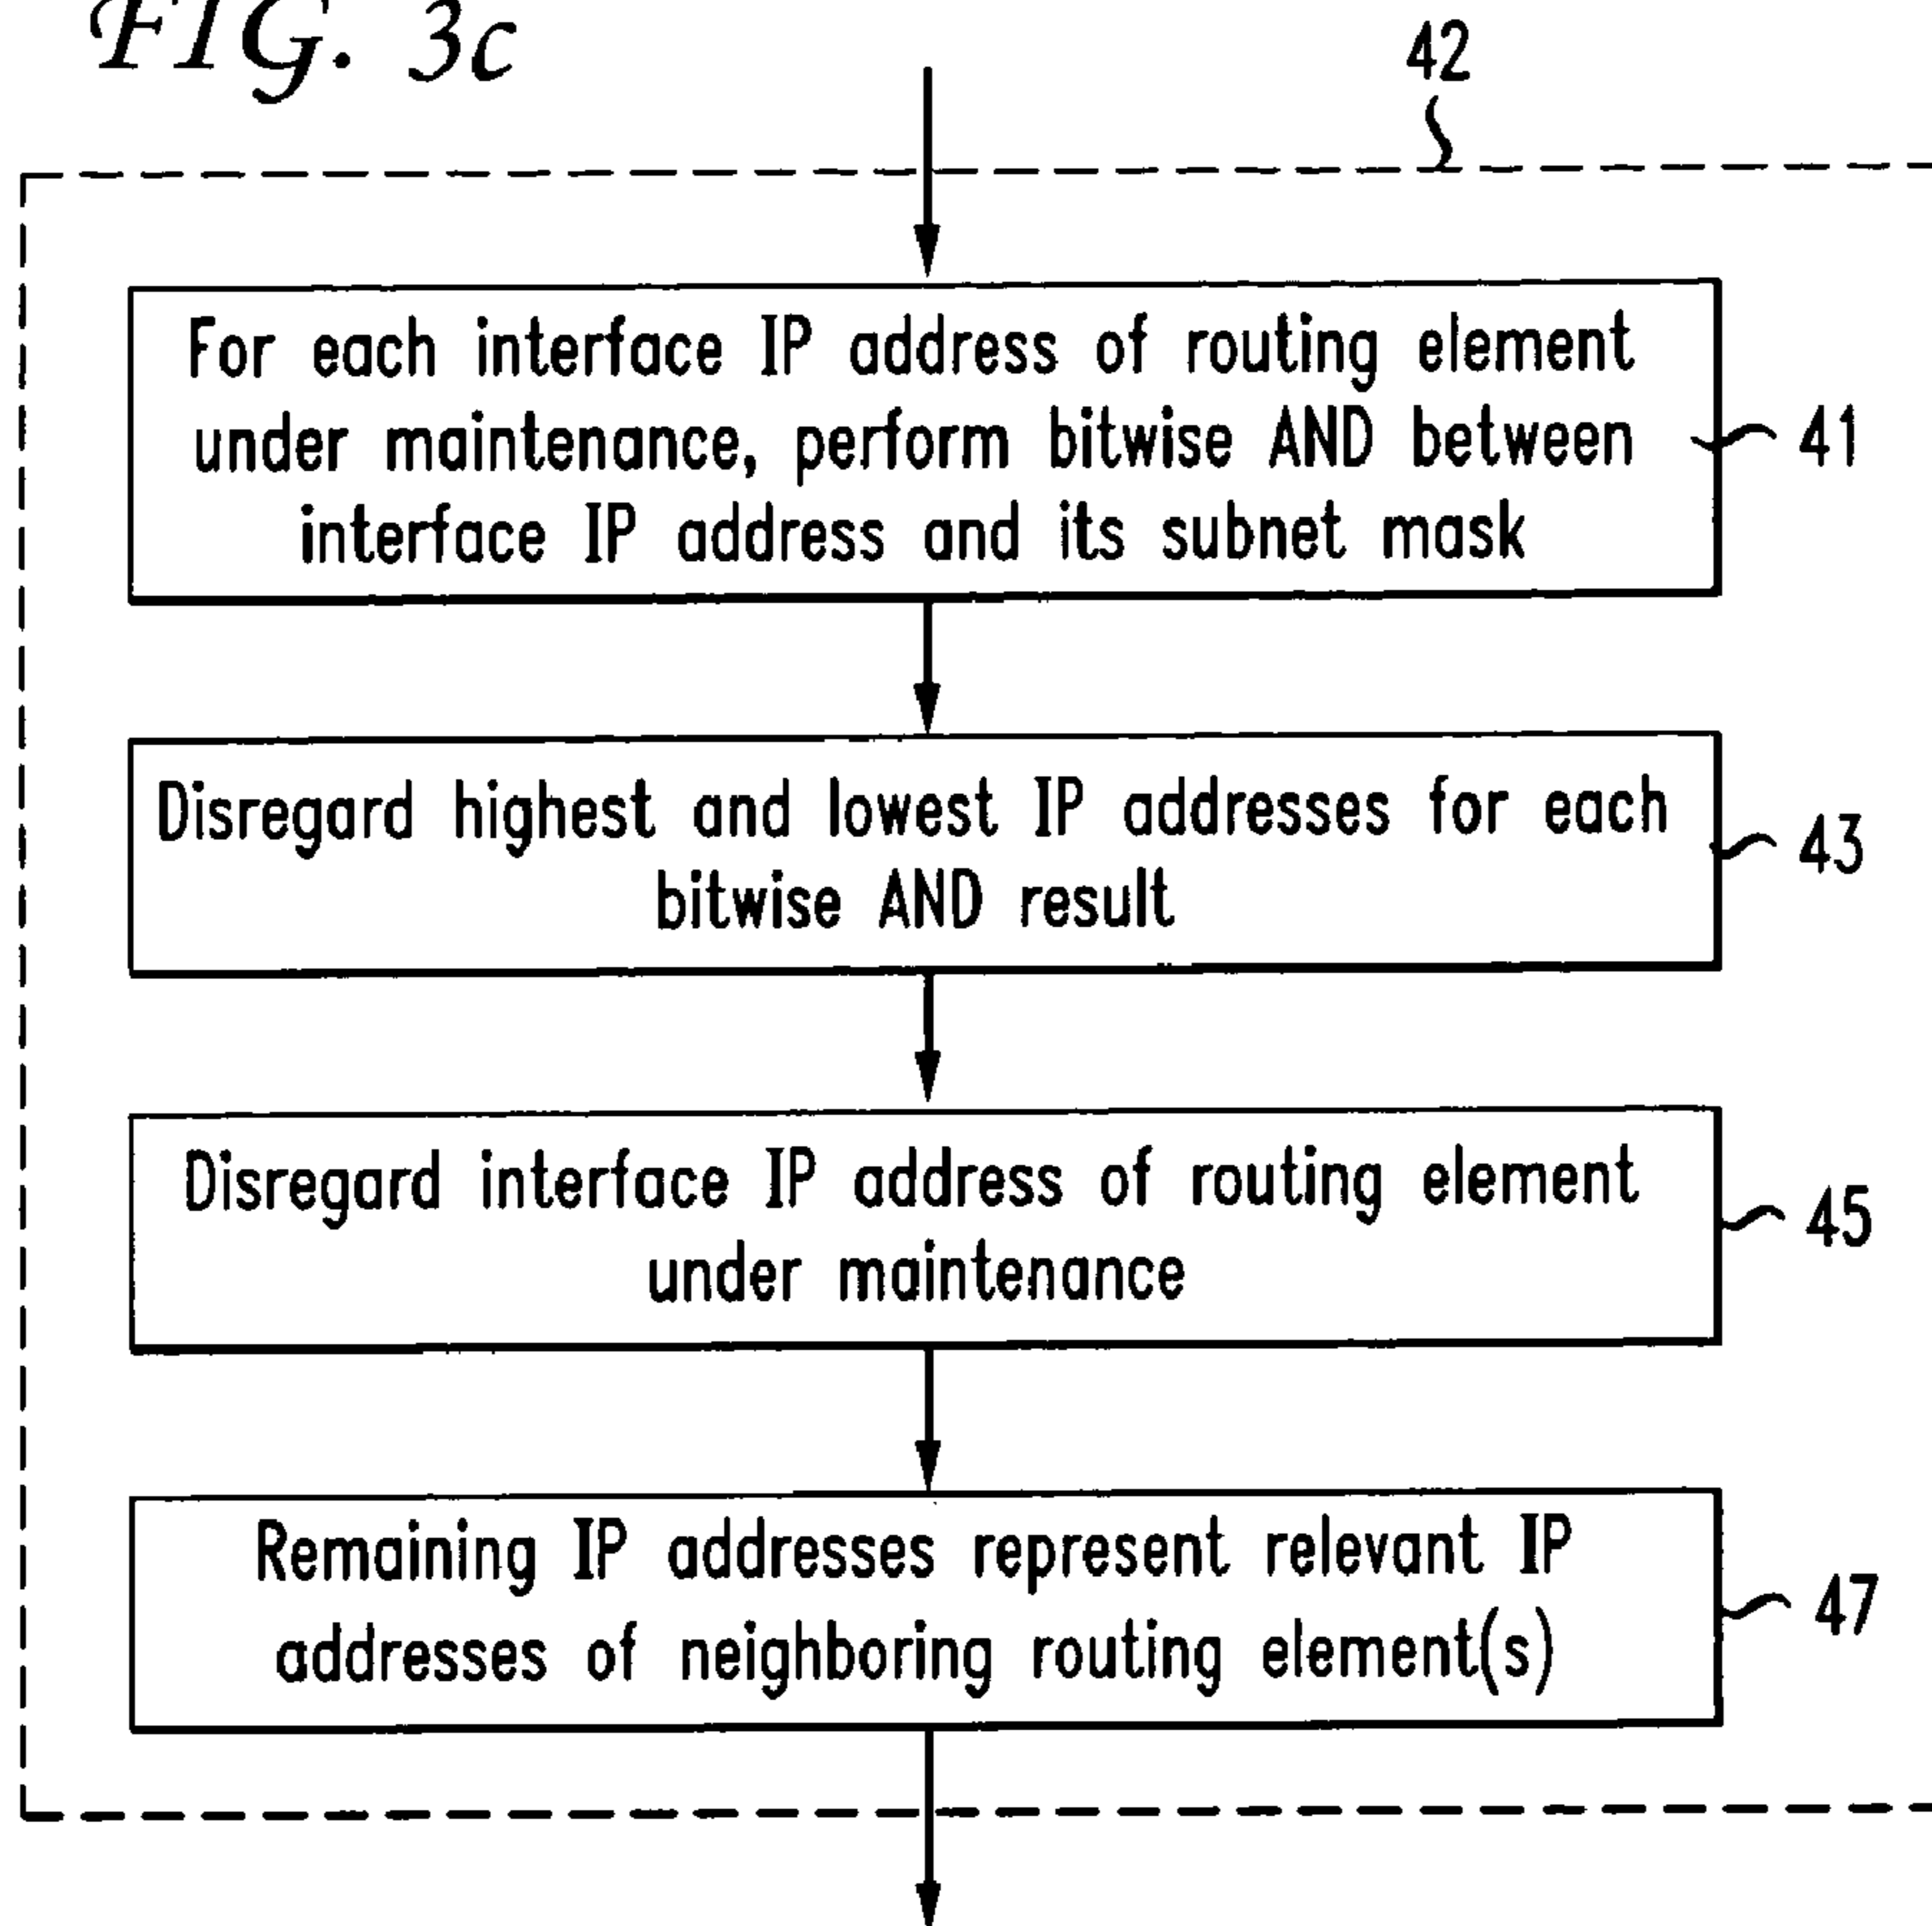 FIG. 3c
42
For each interface IP address of routing element
under maintenance, perform bitwise AND between
interface IP address and its subnet mask
41
Disregard highest and lowest IP addresses for each
bitwise AND result
43
Disregard interface IP address of routing element
under maintenance
45
Remaining IP addresses represent relevant IP
addresses of neighboring routing element(s)
47